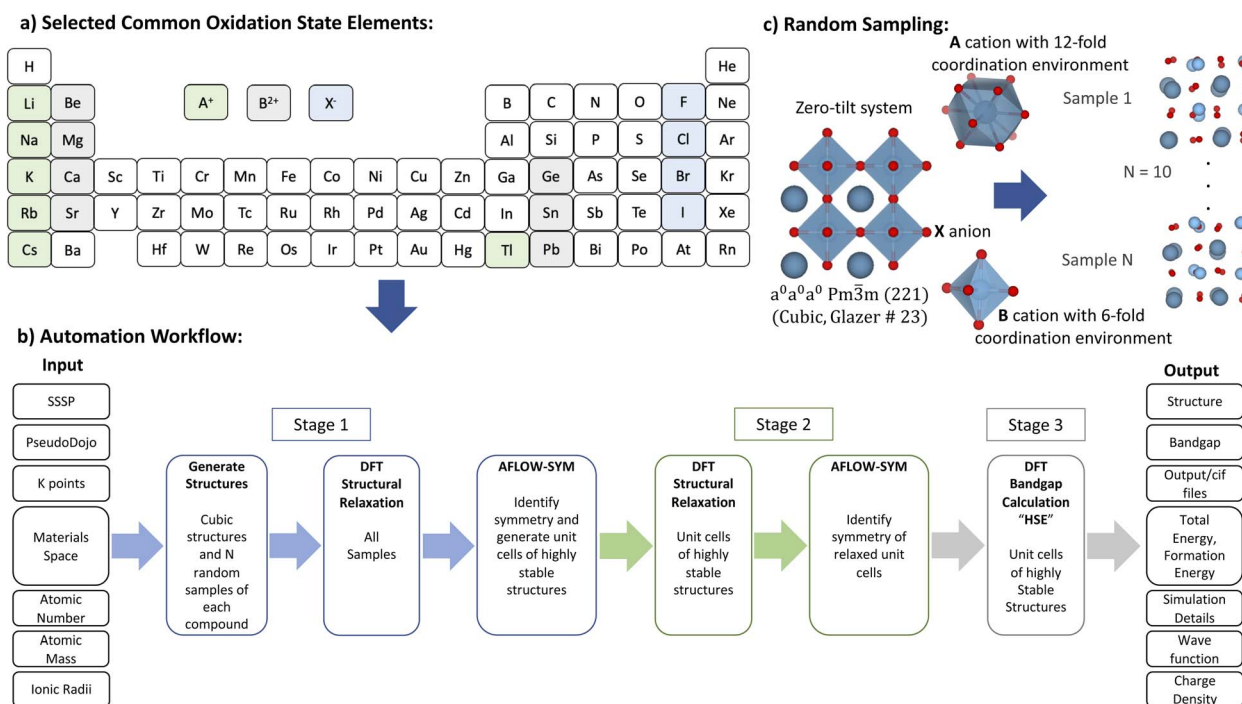 a) Selected Common Oxidation State Elements:
H
He
Li
Be
A⁺
B²⁺
X⁻
B
C
N
O
F
Ne
Na
Mg
Al
Si
P
S
Cl
Ar
K
Ca
Sc
Ti
Cr
Mn
Fe
Co
Ni
Cu
Zn
Ga
Ge
As
Se
Br
Kr
Rb
Sr
Y
Zr
Mo
Tc
Ru
Rh
Pd
Ag
Cd
In
Sn
Sb
Te
I
Xe
Cs
Ba
Hf
W
Re
Os
Ir
Pt
Au
Hg
Tl
Pb
Bi
Po
At
Rn
c) Random Sampling:
A cation with 12-fold
coordination environment
Sample 1
Zero-tilt system
N = 10
X anion
Sample N
a⁰a⁰a⁰ Pm3̄m (221)
(Cubic, Glazer # 23)
B cation with 6-fold
coordination environment
b) Automation Workflow:
Input
SSSP
PseudoDojo
K points
Materials
Space
Atomic
Number
Atomic
Mass
Ionic Radii
Stage 1
Generate
Structures
Cubic
structures
and N
random
samples of
each
compound
DFT
Structural
Relaxation
All
Samples
AFLOW-SYM
Identify
symmetry and
generate unit
cells of highly
stable
structures
Stage 2
DFT
Structural
Relaxation
Unit cells
of highly
stable
structures
AFLOW-SYM
Identify
symmetry of
relaxed unit
cells
Stage 3
DFT
Bandgap
Calculation
“HSE”
Unit cells
of highly
Stable
Structures
Output
Structure
Bandgap
Output/cif
files
Total
Energy,
Formation
Energy
Simulation
Details
Wave
function
Charge
Density